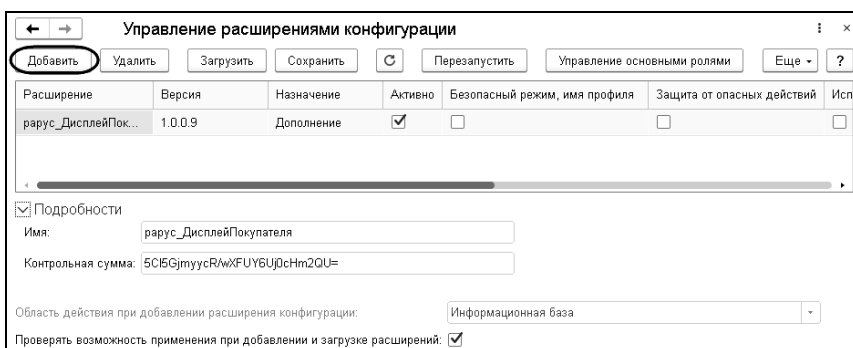 Управление расширениями конфигурации
Добавить Удалить Загрузить Сохранить Перезапустить Управление основными ролями Еще ?
Расширение Версия Назначение Активно Безопасный режим, имя профиля Защита от опасных действий Исп
рарус_ДисплейПок... 1.0.0.9 Дополнение
Подробности
Имя: рарус_ДисплейПокупателя
Контрольная сумма: 5CI5GjmyycR/wXFUY6Uj0cHm2QU=
Область действия при добавлении расширения конфигурации: Информационная база
Проверять возможность применения при добавлении и загрузке расширений: